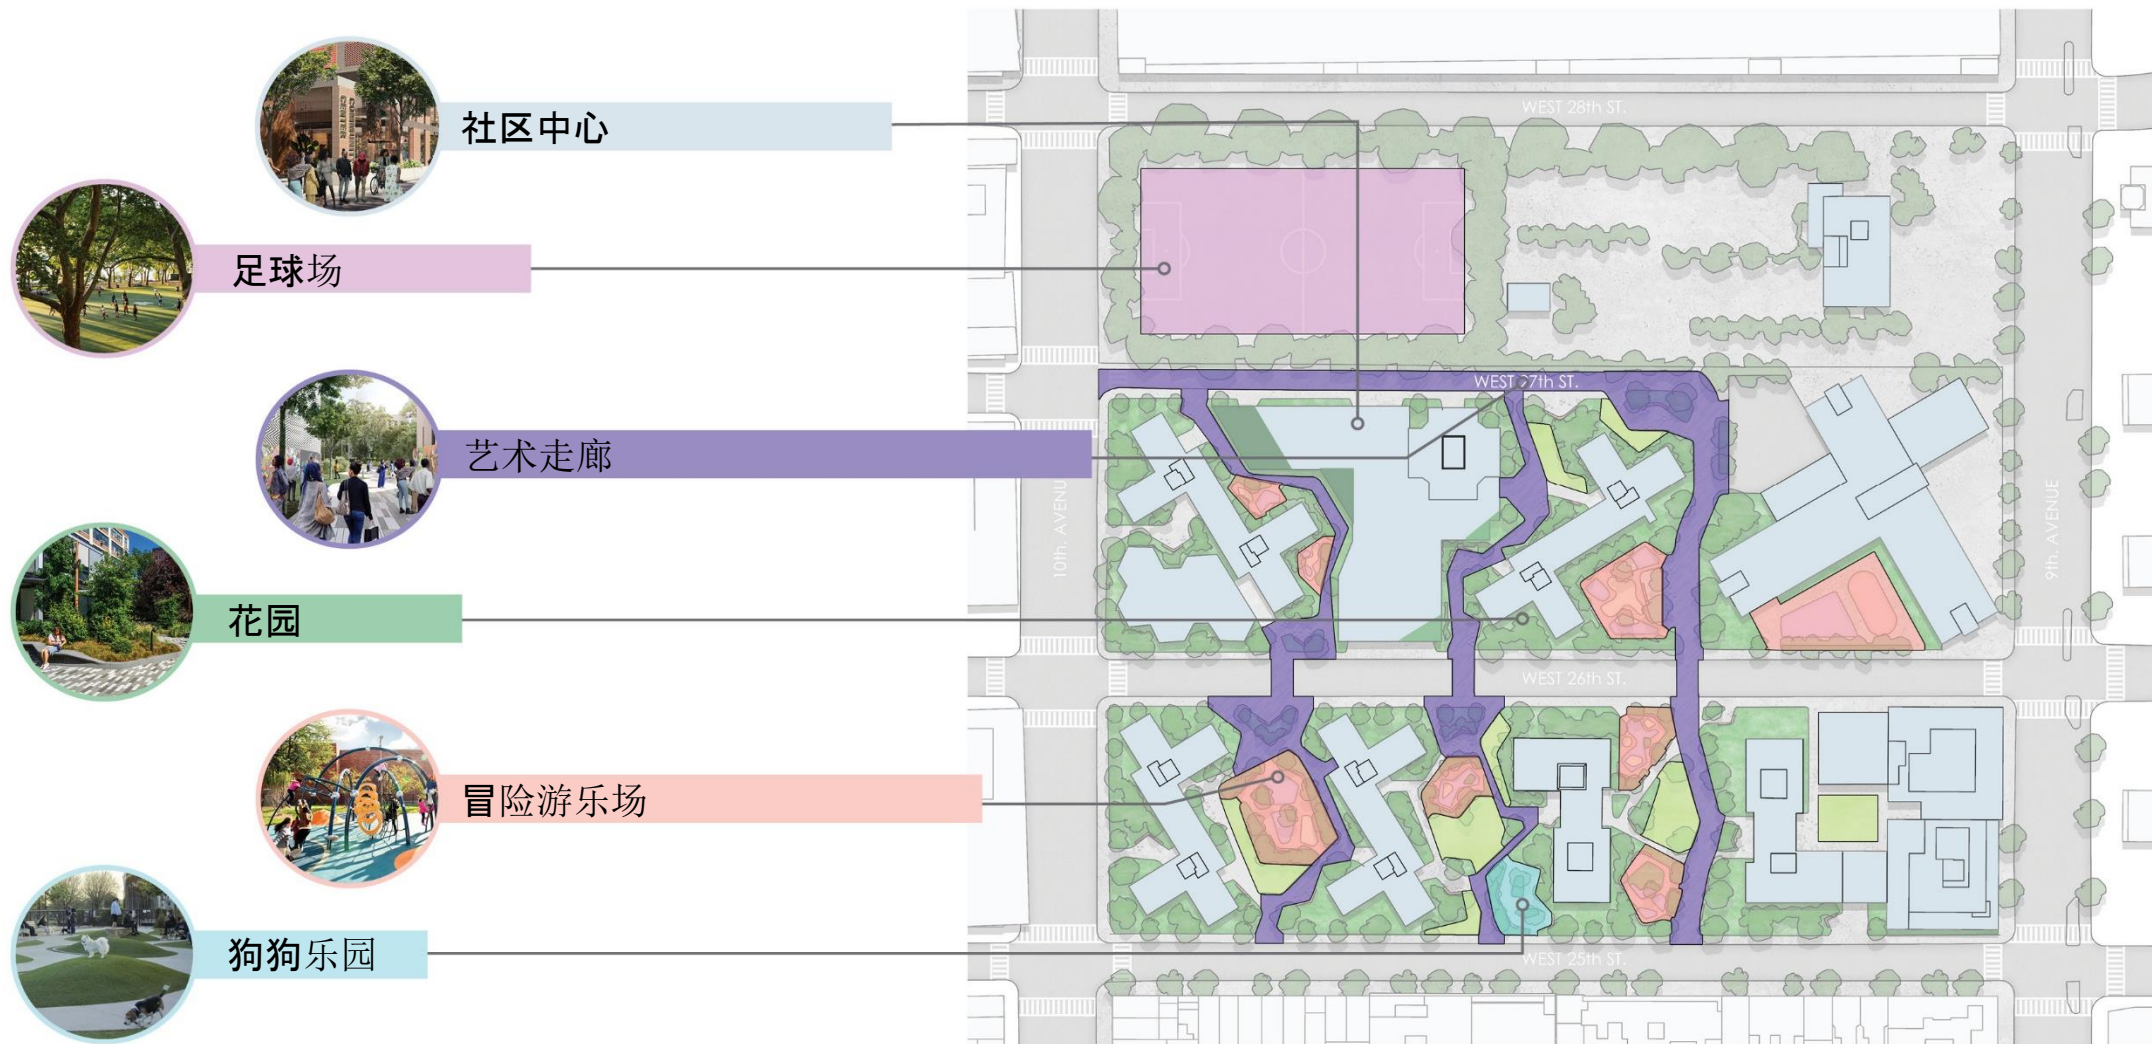 社区中心
足球场
艺术走廊
花园
冒险游乐场
狗狗乐园
WEST 28th ST.
WEST 27th ST.
10th. AVENUE
9th. AVENUE
WEST 26th ST.
WEST 25th ST.